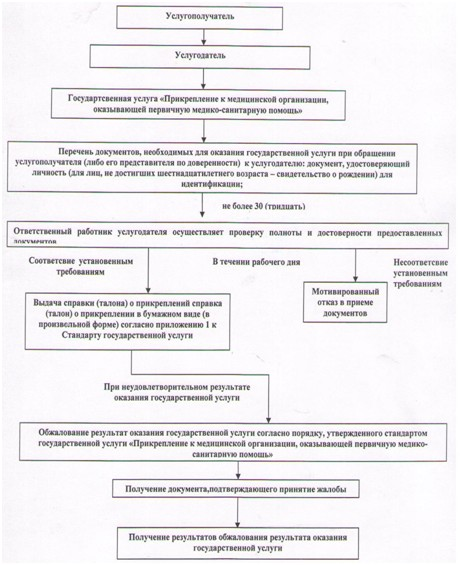 Услугополучатель
Услугодатель
Государтсвенная услуга «Прикрепление к медицинской организации,
оказывающей первичную медико-санитарную помощь»
Перечень документов, необходимых для оказания государственной услуги при обращении
услугополучателя (либо его представителя по доверенности) к услугодателю: документ, удостоверяющий
личность (для лиц, не достигших шестнадцатилетнего возраста – свидетельство о рождении) для
идентификации;
не более 30 (тридцать)
Ответственный работник услугодателя осуществляет проверку полноты и достоверности предоставленных
документов
Соответсвие установленным
требованиям
В течении рабочего дня
Несоответсвие
установленным
требованиям
Выдача справки (талона) о прикреплений справка
(талон) о прикреплении в бумажном виде (в
произвольной форме) согласно приложению 1 к
Стандарту государственной услуги
Мотивированный
отказ в приеме
документов
При неудовлетворительном результате
оказания государственной услуги
Обжалование результат оказания государственной услуги согласно порядку, утвержденного стандартом
государственной услуги «Прикрепление к медицинской организации, оказывающей первичную медико-
санитарную помощь»
Получение документа,подтверждающего принятие жалобы
Получение результатов обжалования результата оказания
государственной услуги